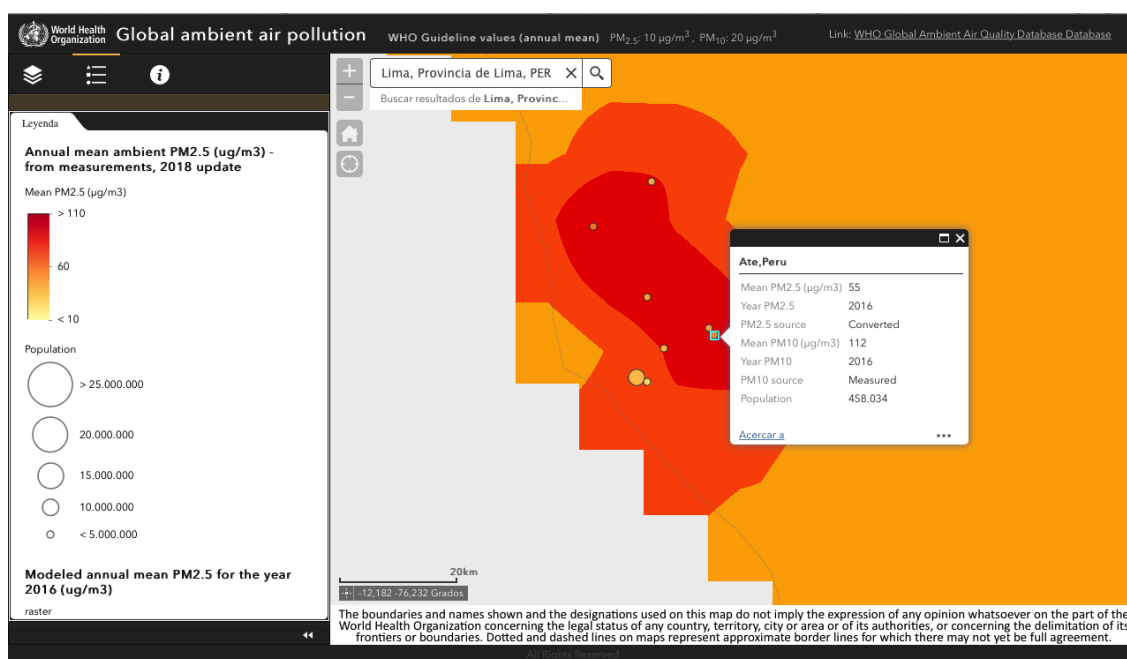 World Health
Organization
Global ambient air pollution
WHO Guideline values (annual mean) PM2.5: 10 µg/m3, PM10: 20 µg/m3
Link: WHO Global Ambient Air Quality Database Database
Lima, Provincia de Lima, PER
Buscar resultados de Lima, Provinc...
Leyenda
Annual mean ambient PM2.5 (ug/m3) -
from measurements, 2018 update
Mean PM2.5 (µg/m3)
> 110
60
< 10
Population
> 25.000.000
20.000.000
15.000.000
10.000.000
< 5.000.000
Modeled annual mean PM2.5 for the year
2016 (ug/m3)
raster
Ate,Peru
Mean PM2.5 (µg/m3) 55
Year PM2.5 2016
PM2.5 source Converted
Mean PM10 (µg/m3) 112
Year PM10 2016
PM10 source Measured
Population 458.034
Acercar a
20km
-12,182 -76,232 Grados
The boundaries and names shown and the designations used on this map do not imply the expression of any opinion whatsoever on the part of the
World Health Organization concerning the legal status of any country, territory, city or area or of its authorities, or concerning the delimitation of its
frontiers or boundaries. Dotted and dashed lines on maps represent approximate border lines for which there may not yet be full agreement.
All Rights Reserved